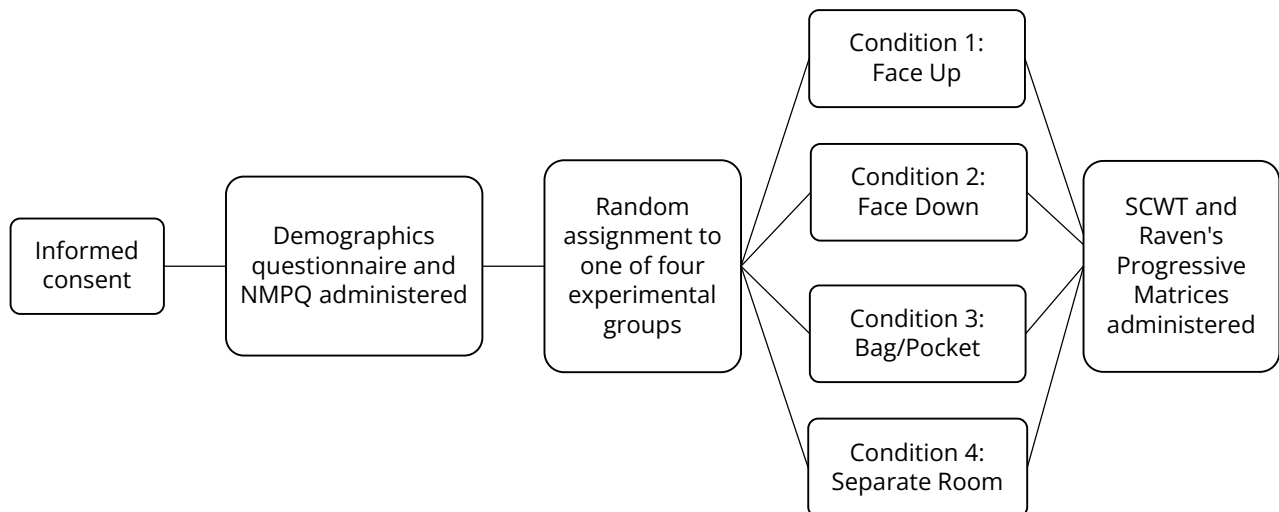 Informed
consent
Demographics
questionnaire and
NMPQ administered
Random
assignment to
one of four
experimental
groups
Condition 1:
Face Up
Condition 2:
Face Down
Condition 3:
Bag/Pocket
Condition 4:
Separate Room
SCWT and
Raven's
Progressive
Matrices
administered